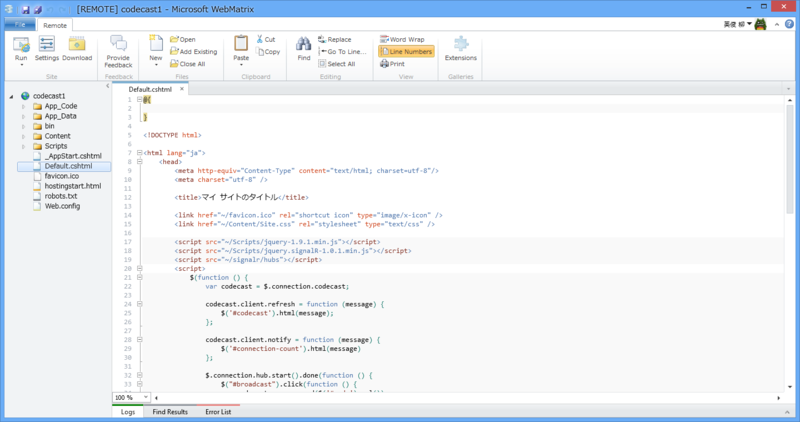 [REMOTE] codecast1 - Microsoft WebMatrix
File Remote
英俊 柳
Run Settings Download
Site
Provide Feedback
Feedback
New Open
Add Existing
Close All
Files
Paste Cut
Copy
Clipboard
Find Replace
Go To Line...
Select All
Editing
Word Wrap
Line Numbers
Print
View
Extensions
Galleries
codecast1
App_Code
App_Data
bin
Content
Scripts
_AppStart.cshtml
Default.cshtml
favicon.ico
hostingstart.html
robots.txt
Web.config
Default.cshtml ×
1 @{
2
3 }
4
5 <!DOCTYPE html>
6
7 <html lang="ja">
8 <head>
9 <meta http-equiv="Content-Type" content="text/html; charset=utf-8"/>
10 <meta charset="utf-8" />
11
12 <title>マイ サイトのタイトル</title>
13
14 <link href="~/favicon.ico" rel="shortcut icon" type="image/x-icon" />
15 <link href="~/Content/Site.css" rel="stylesheet" type="text/css" />
16
17 <script src="~/Scripts/jquery-1.9.1.min.js"></script>
18 <script src="~/Scripts/jquery.signalR-1.0.1.min.js"></script>
19 <script src="~/signalr/hubs"></script>
20 <script>
21 $(function () {
22 var codecast = $.connection.codecast;
23
24 codecast.client.refresh = function (message) {
25 $('#codecast').html(message);
26 };
27
28 codecast.client.notify = function (message) {
29 $('#connection-count').html(message)
30 };
31
32 $.connection.hub.start().done(function () {
33 $("#broadcast").click(function () {
100 %
Logs Find Results Error List